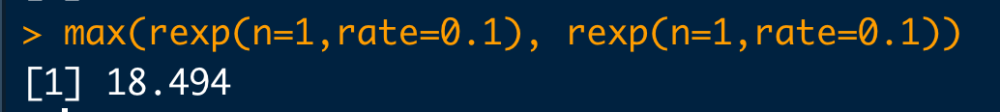 > max(rexp(n=1,rate=0.1), rexp(n=1,rate=0.1))
[1] 18.494